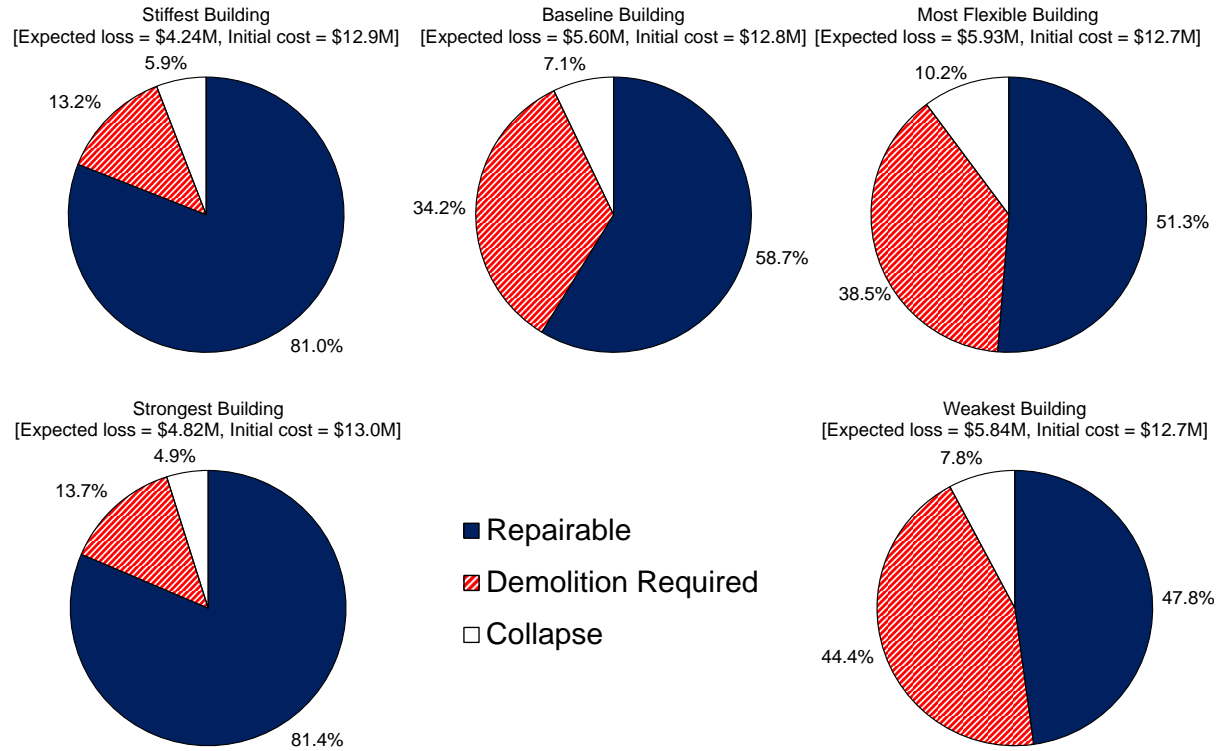 Stiffest Building
[Expected loss = $4.24M, Initial cost = $12.9M]
5.9%
13.2%
81.0%
Baseline Building
[Expected loss = $5.60M, Initial cost = $12.8M]
7.1%
34.2%
58.7%
Most Flexible Building
[Expected loss = $5.93M, Initial cost = $12.7M]
10.2%
51.3%
38.5%
Strongest Building
[Expected loss = $4.82M, Initial cost = $13.0M]
4.9%
13.7%
81.4%
Repairable
Demolition Required
Collapse
Weakest Building
[Expected loss = $5.84M, Initial cost = $12.7M]
7.8%
47.8%
44.4%